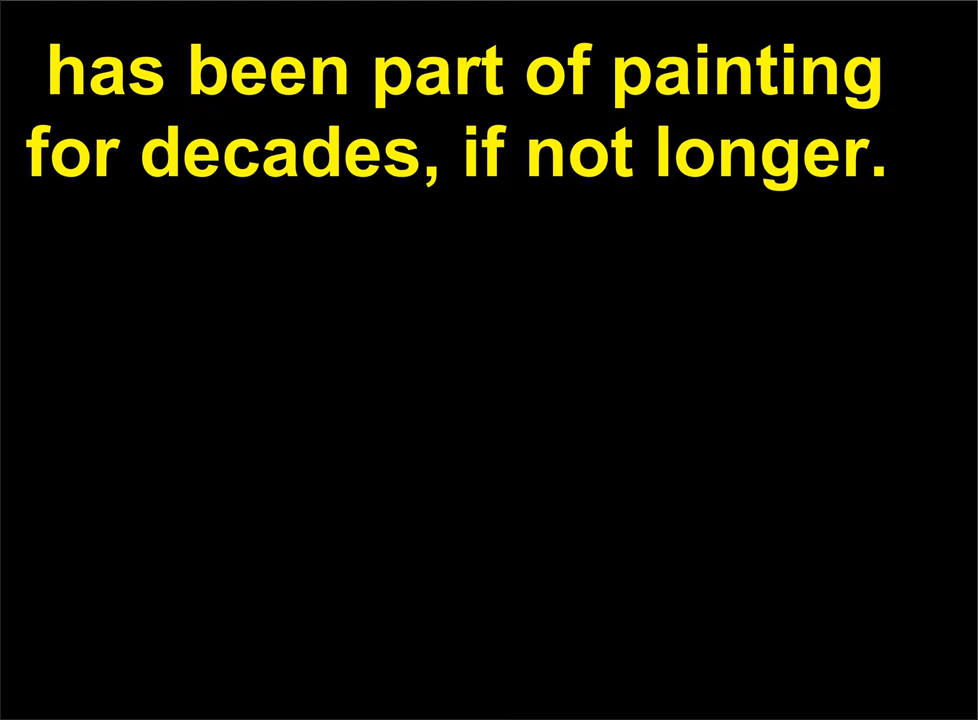 has been part of painting
for decades, if not longer.